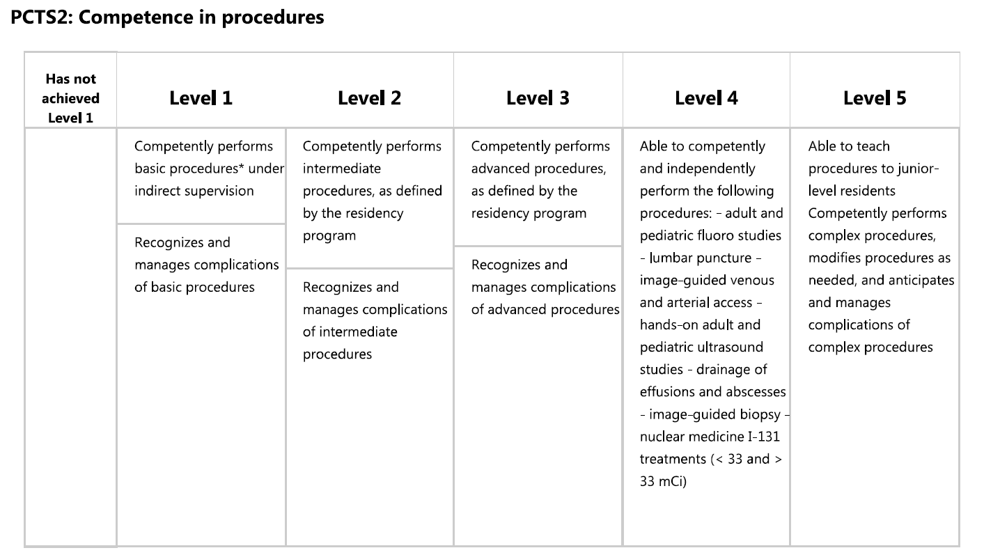 PCTS2: Competence in procedures
Has not
achieved
Level 1
Level 1
Level 2
Level 3
Level 4
Level 5
Competently performs
basic procedures* under
indirect supervision
Recognizes and
manages complications
of basic procedures
Competently performs
intermediate
procedures, as defined
by the residency
program
Recognizes and
manages complications
of intermediate
procedures
Competently performs
advanced procedures,
as defined by the
residency program
Recognizes and
manages complications
of advanced procedures
Able to competently
and independently
perform the following
procedures: - adult and
pediatric fluoro studies
- lumbar puncture -
image-guided venous
and arterial access -
hands-on adult and
pediatric ultrasound
studies - drainage of
effusions and abscesses
- image-guided biopsy -
nuclear medicine I-131
treatments (< 33 and >
33 mCi)
Able to teach
procedures to junior-
level residents
Competently performs
complex procedures,
modifies procedures as
needed, and anticipates
and manages
complications of
complex procedures